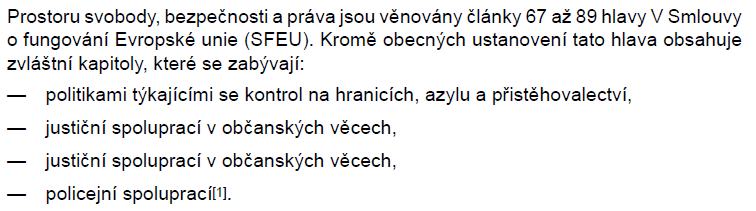 Prostoru svobody, bezpečnosti a práva jsou věnovány články 67 až 89 hlavy V Smlouvy
o fungování Evropské unie (SFEU). Kromě obecných ustanovení tato hlava obsahuje
zvláštní kapitoly, které se zabývají:
— politikami týkajícími se kontrol na hranicích, azylu a přistěhovalectví,
— justiční spoluprací v občanských věcech,
— justiční spoluprací v občanských věcech,
— policejní spoluprací[1].